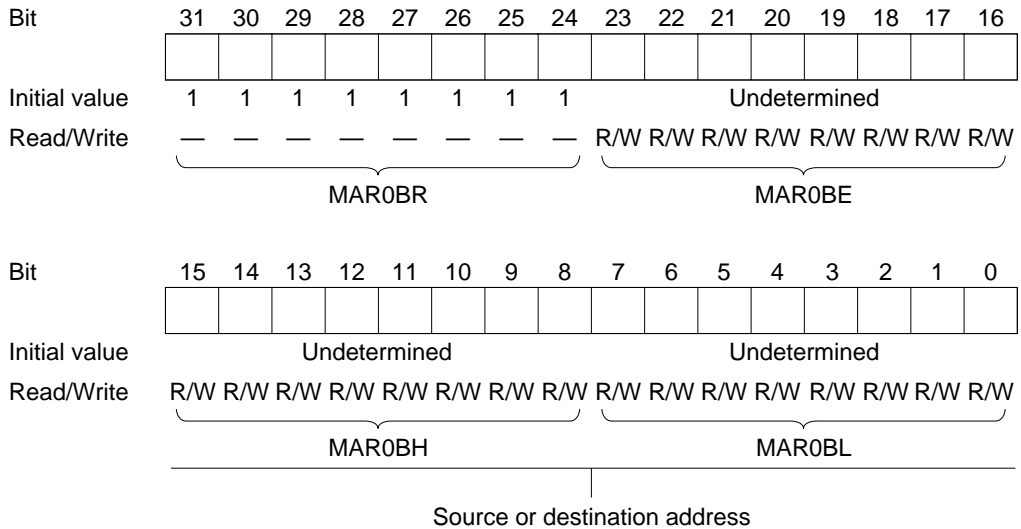 Bit 31 30 29 28 27 26 25 24 23 22 21 20 19 18 17 16
Initial value 1 1 1 1 1 1 1 1 Undetermined
Read/Write — — — — — — — — R/W R/W R/W R/W R/W R/W R/W R/W
MAR0BR MAR0BE
Bit 15 14 13 12 11 10 9 8 7 6 5 4 3 2 1 0
Initial value Undetermined Undetermined
Read/Write R/W R/W R/W R/W R/W R/W R/W R/W R/W R/W R/W R/W R/W R/W R/W R/W
MAR0BH MAR0BL
Source or destination address